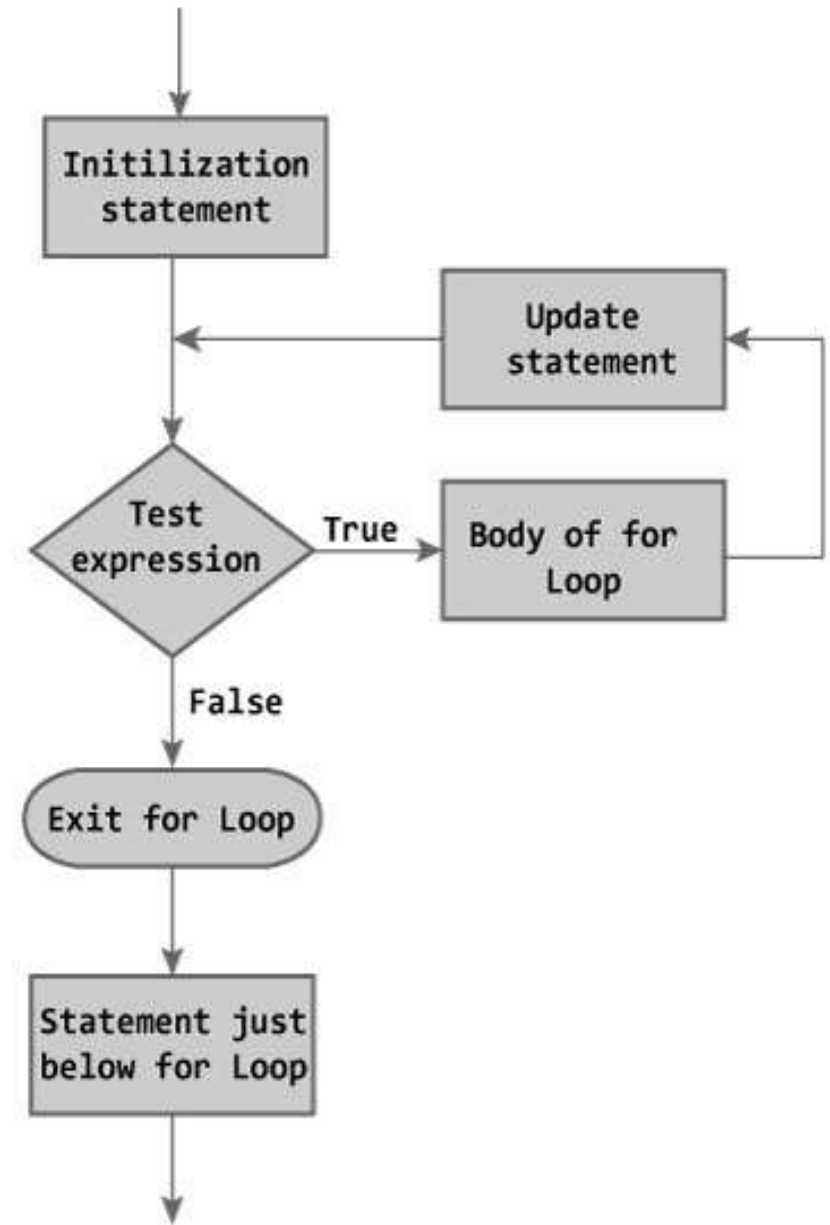 Initilization
statement
Update
statement
Test
expression
True
Body of for
Loop
False
Exit for Loop
Statement just
below for Loop